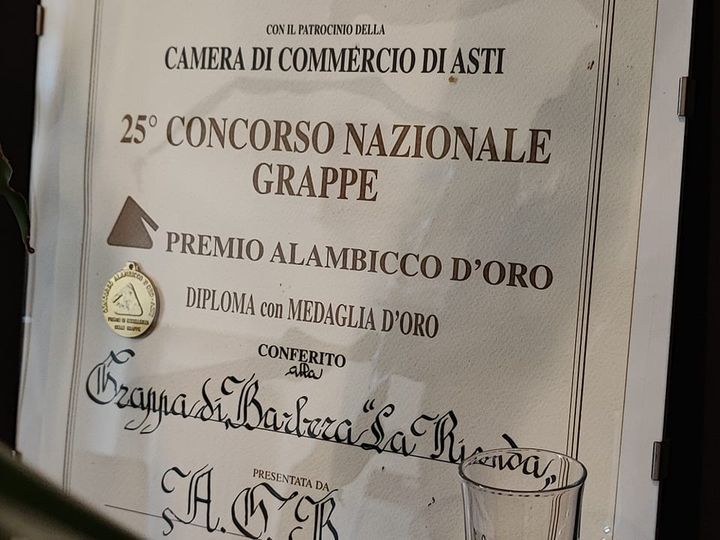 CON IL PATROCINIO DELLA
CAMERA DI COMMERCIO DI ASTI
25° CONCORSO NAZIONALE
GRAPPE
PREMIO ALAMBICCO D'ORO
DIPLOMA con MEDAGLIA D'ORO
CONFERITO
alla
Grappa di Barbera "La
PRESENTATA DA